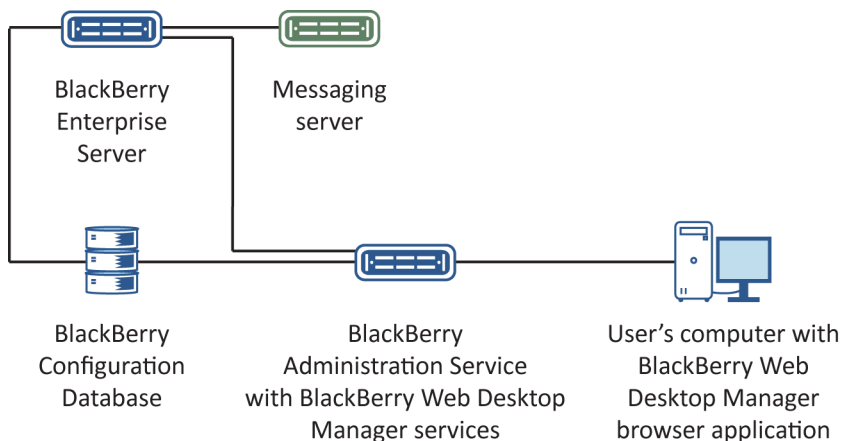 BlackBerry
Enterprise
Server
Messaging
server
BlackBerry
Configuration
Database
BlackBerry
Administration Service
with BlackBerry Web Desktop
Manager services
User’s computer with
BlackBerry Web
Desktop Manager
browser application